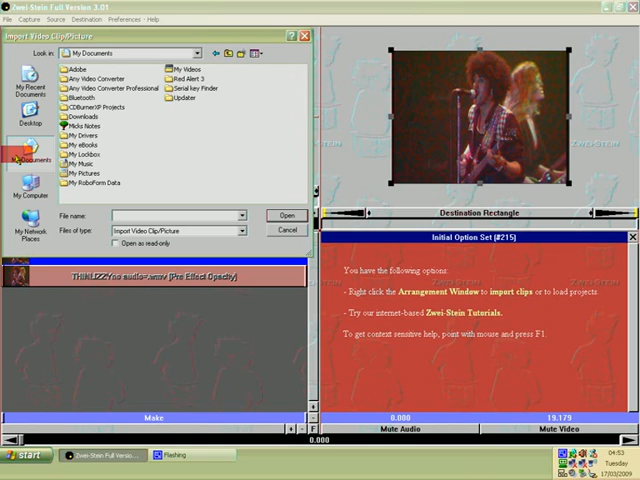 Zwei-Stein Full Version 3.01
File Capture Source Destination Preferences - Help
Import Video Clip/Picture
Look in: My Documents
My Recent Documents
Desktop
My Documents
My Computer
My Network Places
Adobe
Any Video Converter
Any Video Converter Professional
Bluetooth
CDBurnerXP Projects
Downloads
Micks Notes
My Drivers
My eBooks
My Lockbox
My Music
My Pictures
My RoboForm Data
My Videos
Red Alert 3
Serial key Finder
Updater
File name:
Open
Files of type: Import Video Clip/Picture
Cancel
Open as read-only
Destination Rectangle
Initial Option Set (#215)
You have the following options:
- Right click the Arrangement Window to import clips or to load projects.
- Try our internet-based Zwei-Stein Tutorials.
To get context sensitive help, point with mouse and press F1.
THINLIZZYno audio=.wmv [Pre Effect Opacity]
Make
0.000
19.179
F
Mute Audio
Mute Video
0.000
start
Zwei-Stein Full Versio...
Flashing
04:53
Tuesday
17/03/2009